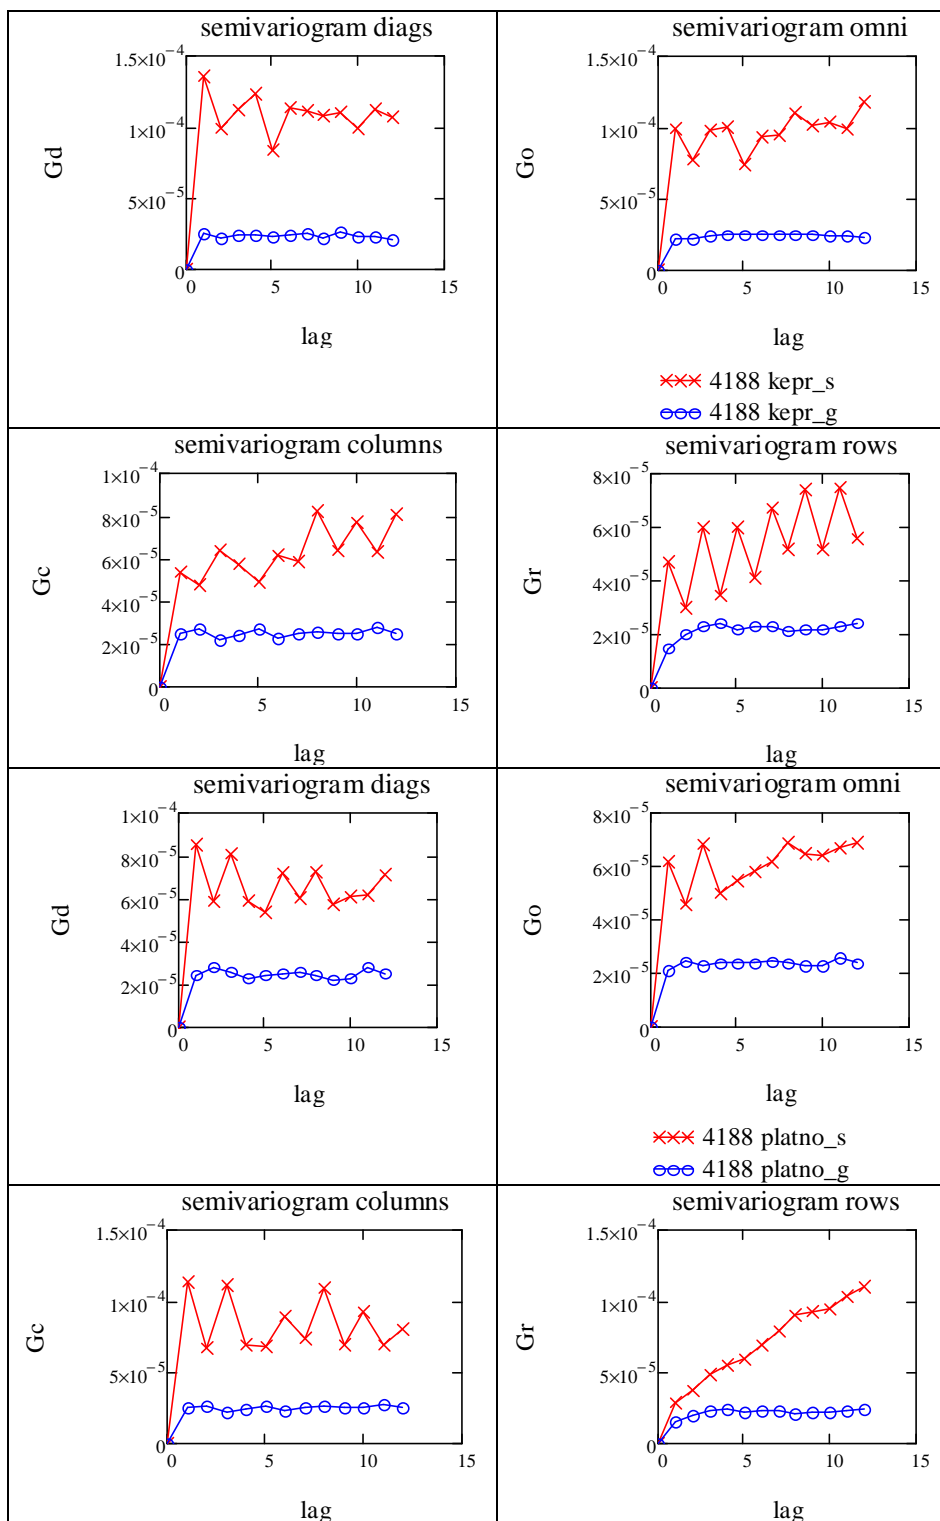 semivariogram diags
1.5×10⁻⁴
1×10⁻⁴
5×10⁻⁵
0
0 5 10 15
Gd
lag
semivariogram omni
1.5×10⁻⁴
1×10⁻⁴
5×10⁻⁵
0
0 5 10 15
Go
lag
4188 kepr_s
4188 kepr_g
semivariogram columns
1×10⁻⁴
8×10⁻⁵
6×10⁻⁵
4×10⁻⁵
2×10⁻⁵
0
0 5 10 15
Gc
lag
semivariogram rows
8×10⁻⁵
6×10⁻⁵
4×10⁻⁵
2×10⁻⁵
0
0 5 10 15
Gr
lag
semivariogram diags
1×10⁻⁴
8×10⁻⁵
6×10⁻⁵
4×10⁻⁵
2×10⁻⁵
0
0 5 10 15
Gd
lag
semivariogram omni
8×10⁻⁵
6×10⁻⁵
4×10⁻⁵
2×10⁻⁵
0
0 5 10 15
Go
lag
4188 platno_s
4188 platno_g
semivariogram columns
1.5×10⁻⁴
1×10⁻⁴
5×10⁻⁵
0
0 5 10 15
Gc
lag
semivariogram rows
1.5×10⁻⁴
1×10⁻⁴
5×10⁻⁵
0
0 5 10 15
Gr
lag